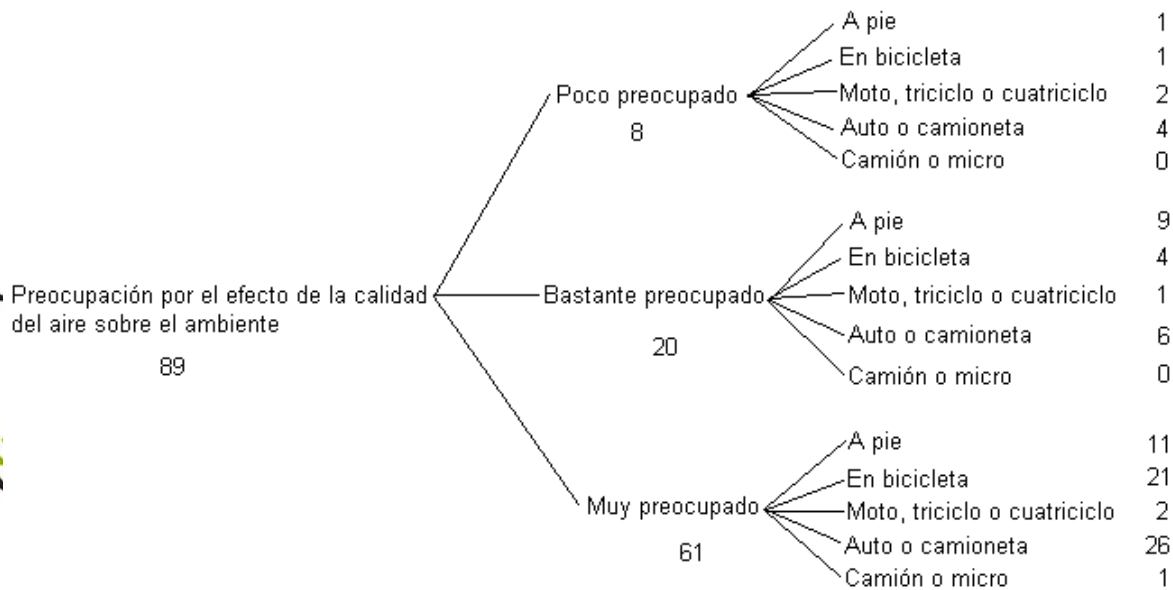 A pie 1
En bicicleta 1
Poco preocupado Moto, triciclo o cuatriciclo 2
8 Auto o camioneta 4
Camión o micro 0
A pie 9
En bicicleta 4
Preocupación por el efecto de la calidad Bastante preocupado Moto, triciclo o cuatriciclo 1
del aire sobre el ambiente
20 Auto o camioneta 6
89
Camión o micro 0
A pie 11
En bicicleta 21
Muy preocupado Moto, triciclo o cuatriciclo 2
61 Auto o camioneta 26
Camión o micro 1